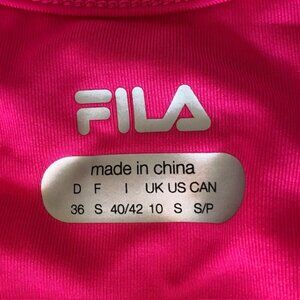 FILA
made in china
D F I UK US CAN
36 S 40/42 10 S S/P